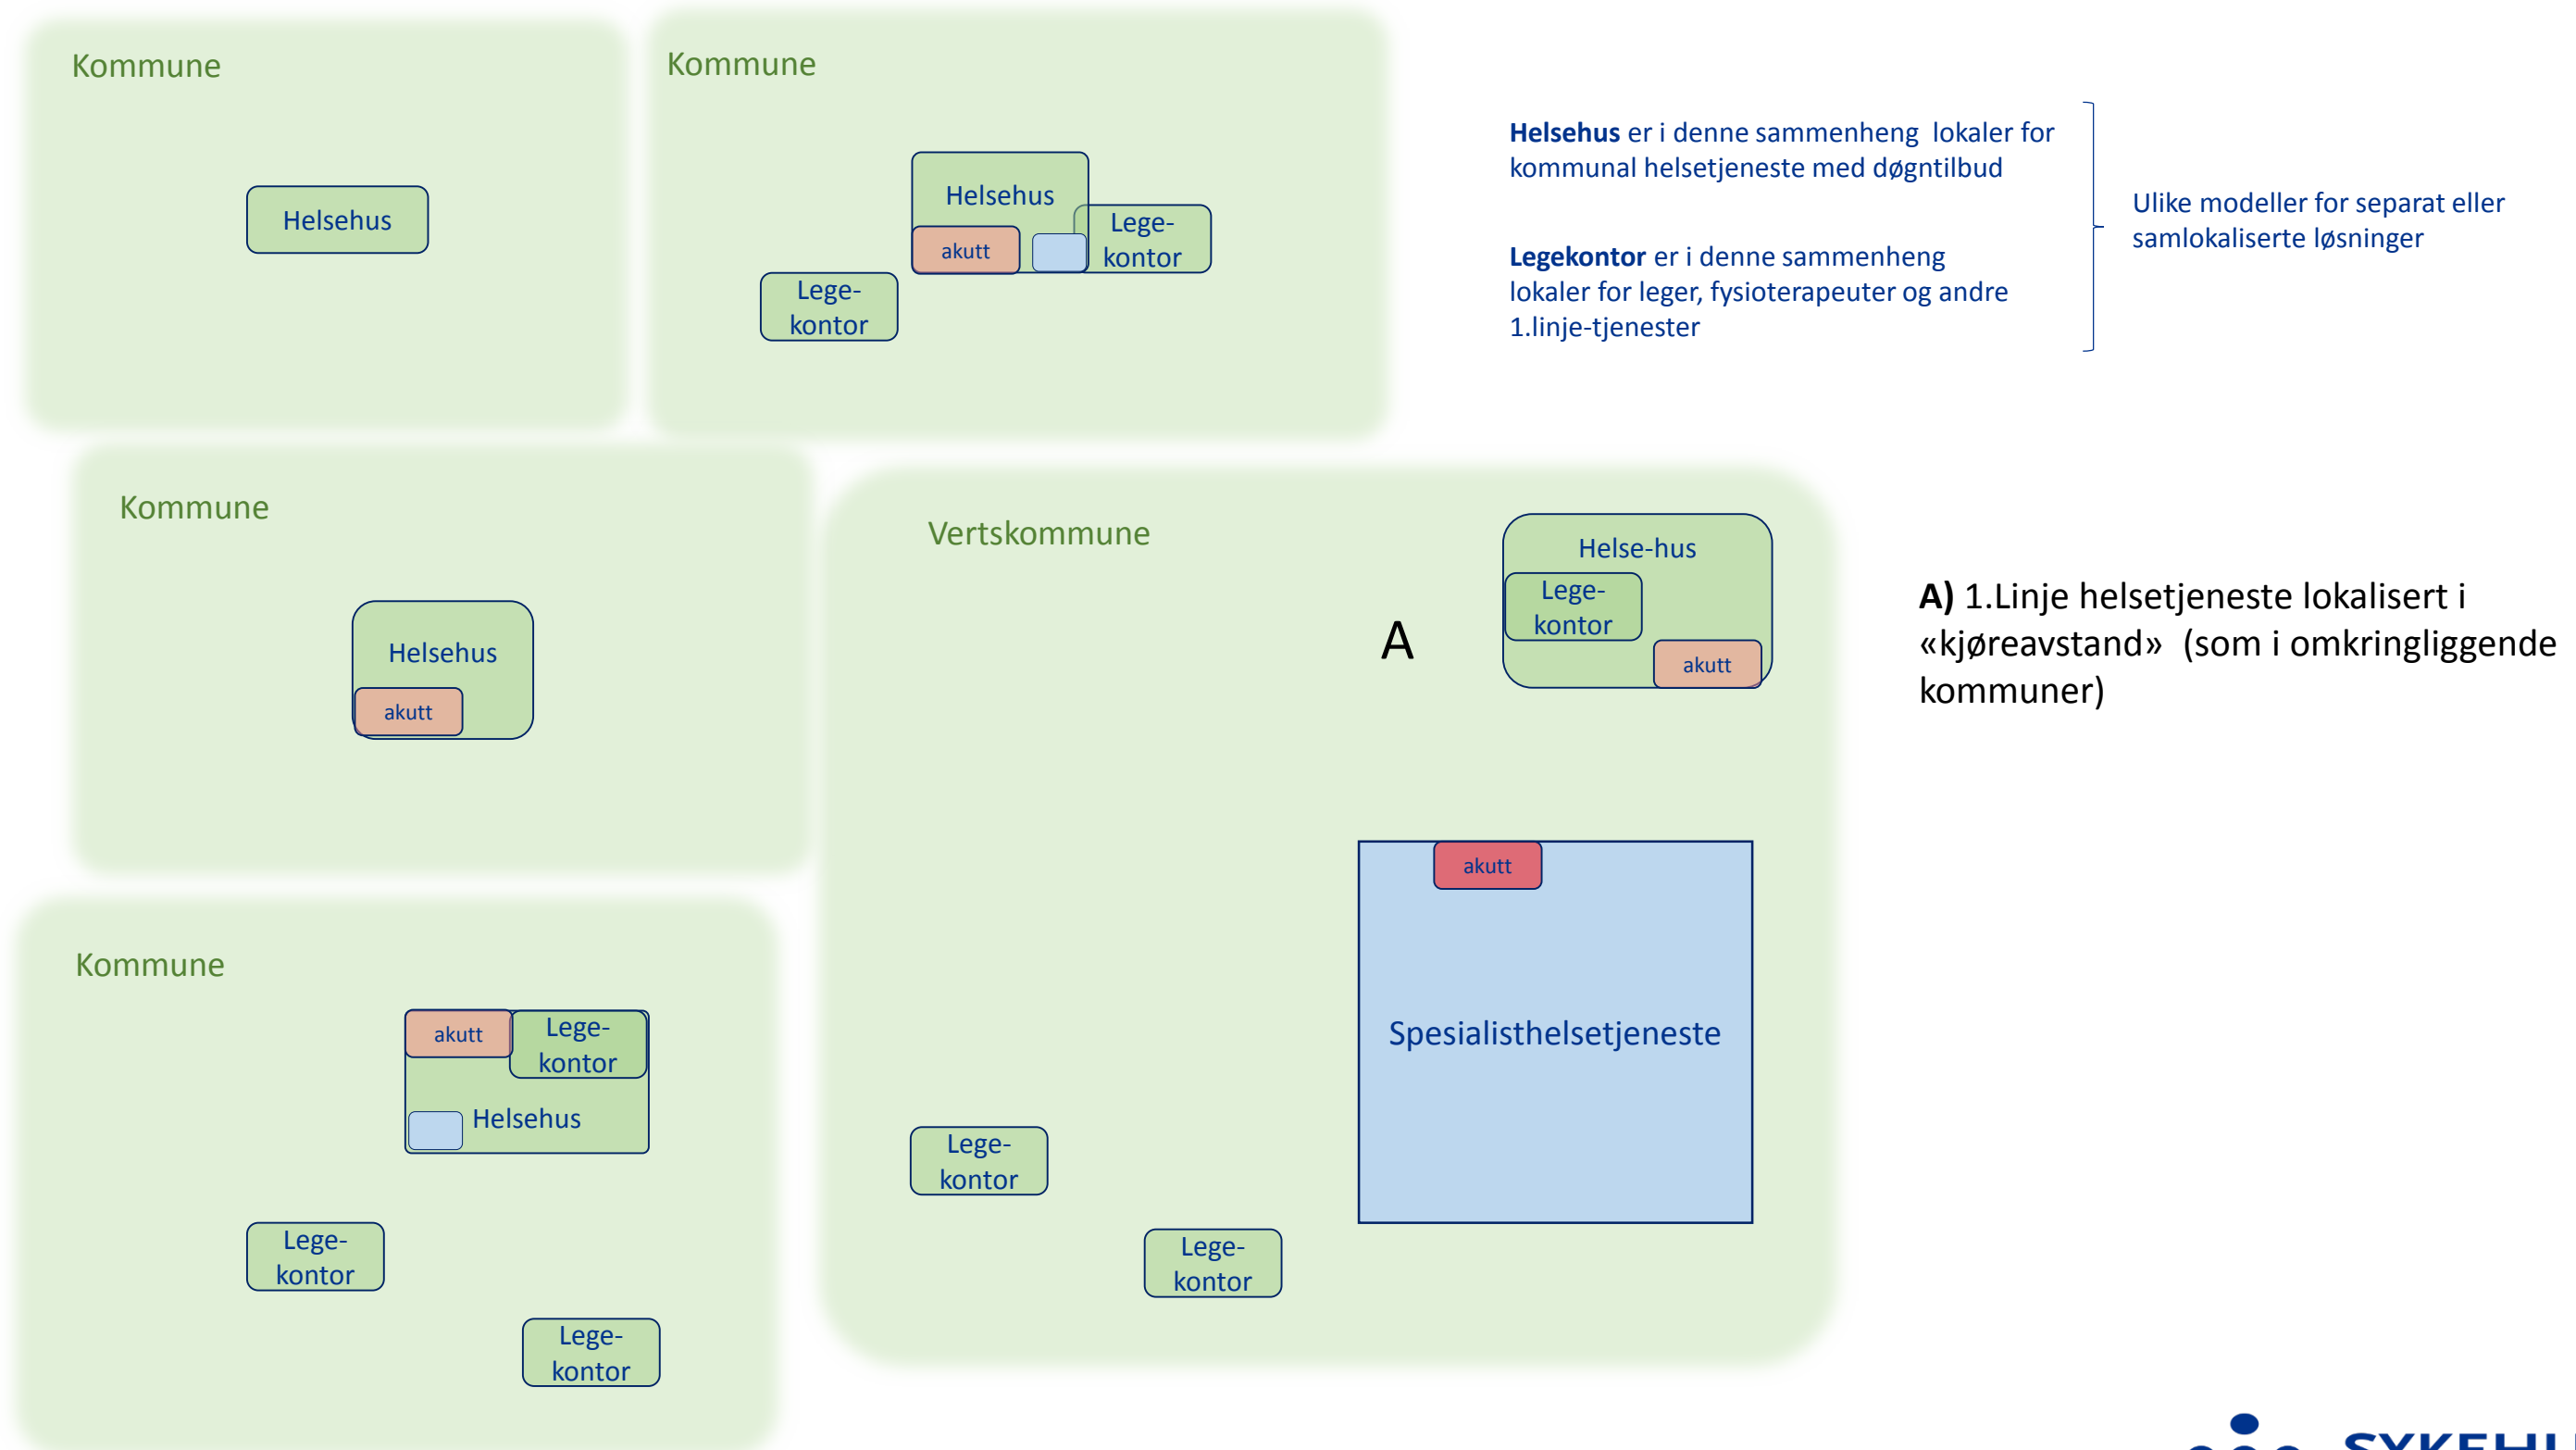 Kommune
Helsehus
Kommune
Helsehus
akutt
Lege-
kontor
Lege-
kontor
Helsehus er i denne sammenheng lokaler for
kommunal helsetjeneste med døgntilbud
Legekontor er i denne sammenheng
lokaler for leger, fysioterapeuter og andre
1.linje-tjenester
Ulike modeller for separat eller
samlokaliserte løsninger
Kommune
Helsehus
akutt
Vertskommune
A
Helse-hus
Lege-
kontor
akutt
A) 1.Linje helsetjeneste lokalisert i
«kjøreavstand» (som i omkringliggende
kommuner)
akutt
Spesialisthelsetjeneste
Lege-
kontor
Lege-
kontor
Kommune
akutt
Lege-
kontor
Helsehus
Lege-
kontor
Lege-
kontor